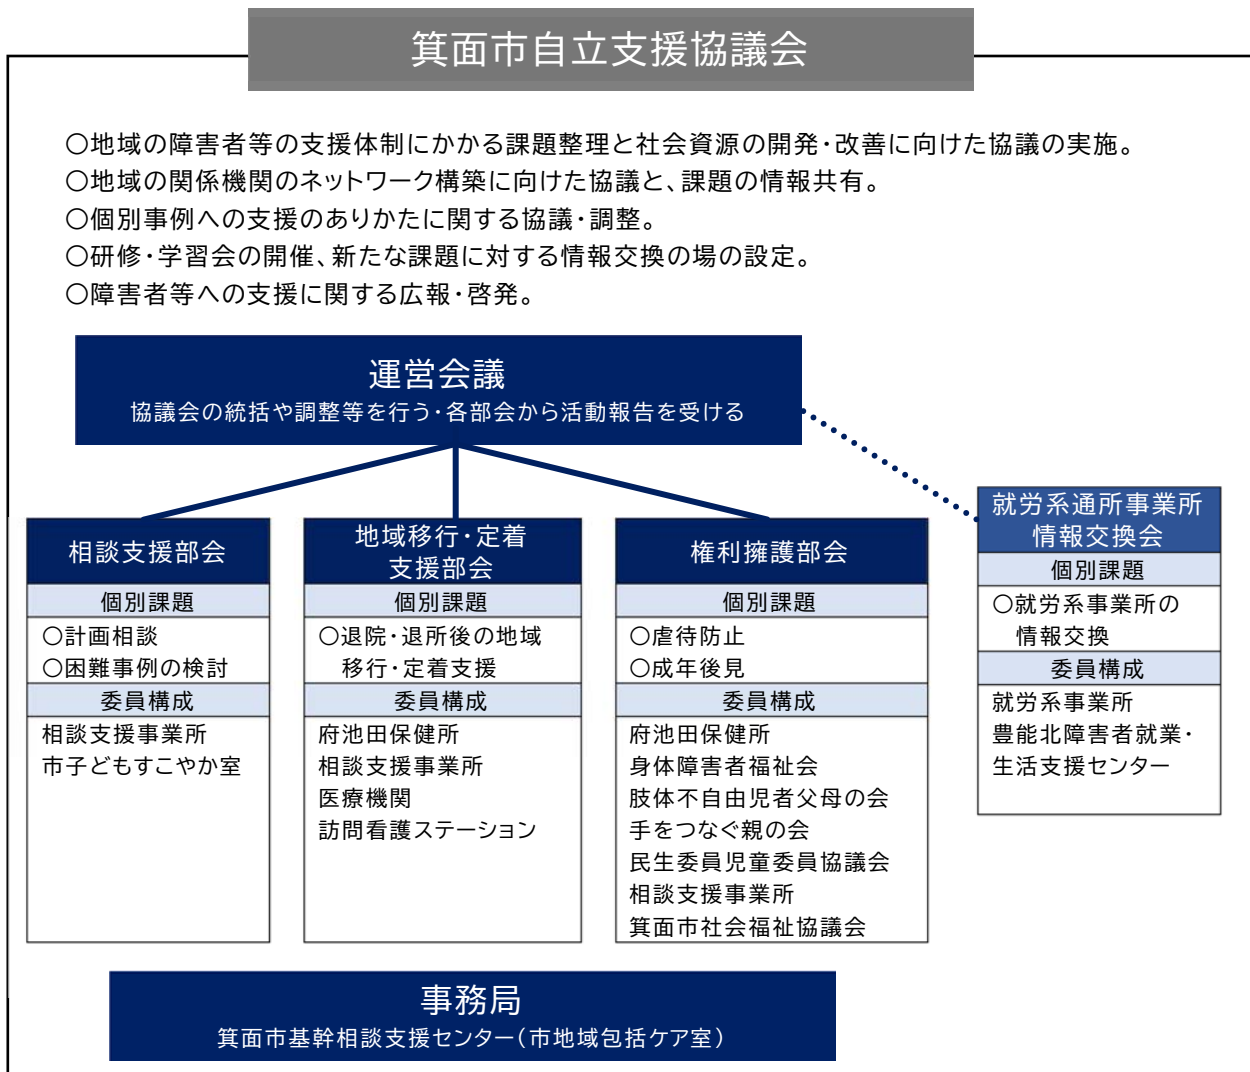 箕面市自立支援協議会
○地域の障害者等の支援体制にかかる課題整理と社会資源の開発・改善に向けた協議の実施。
○地域の関係機関のネットワーク構築に向けた協議と、課題の情報共有。
○個別事例への支援のありかたに関する協議・調整。
○研修・学習会の開催、新たな課題に対する情報交換の場の設定。
○障害者等への支援に関する広報・啓発。
運営会議
協議会の統括や調整等を行う・各部会から活動報告を受ける
相談支援部会
個別課題
○計画相談
○困難事例の検討
委員構成
相談支援事業所
市子どもすこやか室
地域移行・定着
支援部会
個別課題
○退院・退所後の地域
移行・定着支援
委員構成
府池田保健所
相談支援事業所
医療機関
訪問看護ステーション
権利擁護部会
個別課題
○虐待防止
○成年後見
委員構成
府池田保健所
身体障害者福祉会
肢体不自由児者父母の会
手をつなぐ親の会
民生委員児童委員協議会
相談支援事業所
箕面市社会福祉協議会
就労系通所事業所
情報交換会
個別課題
○就労系事業所の
情報交換
委員構成
就労系事業所
豊能北障害者就業・
生活支援センター
事務局
箕面市基幹相談支援センター(市地域包括ケア室)